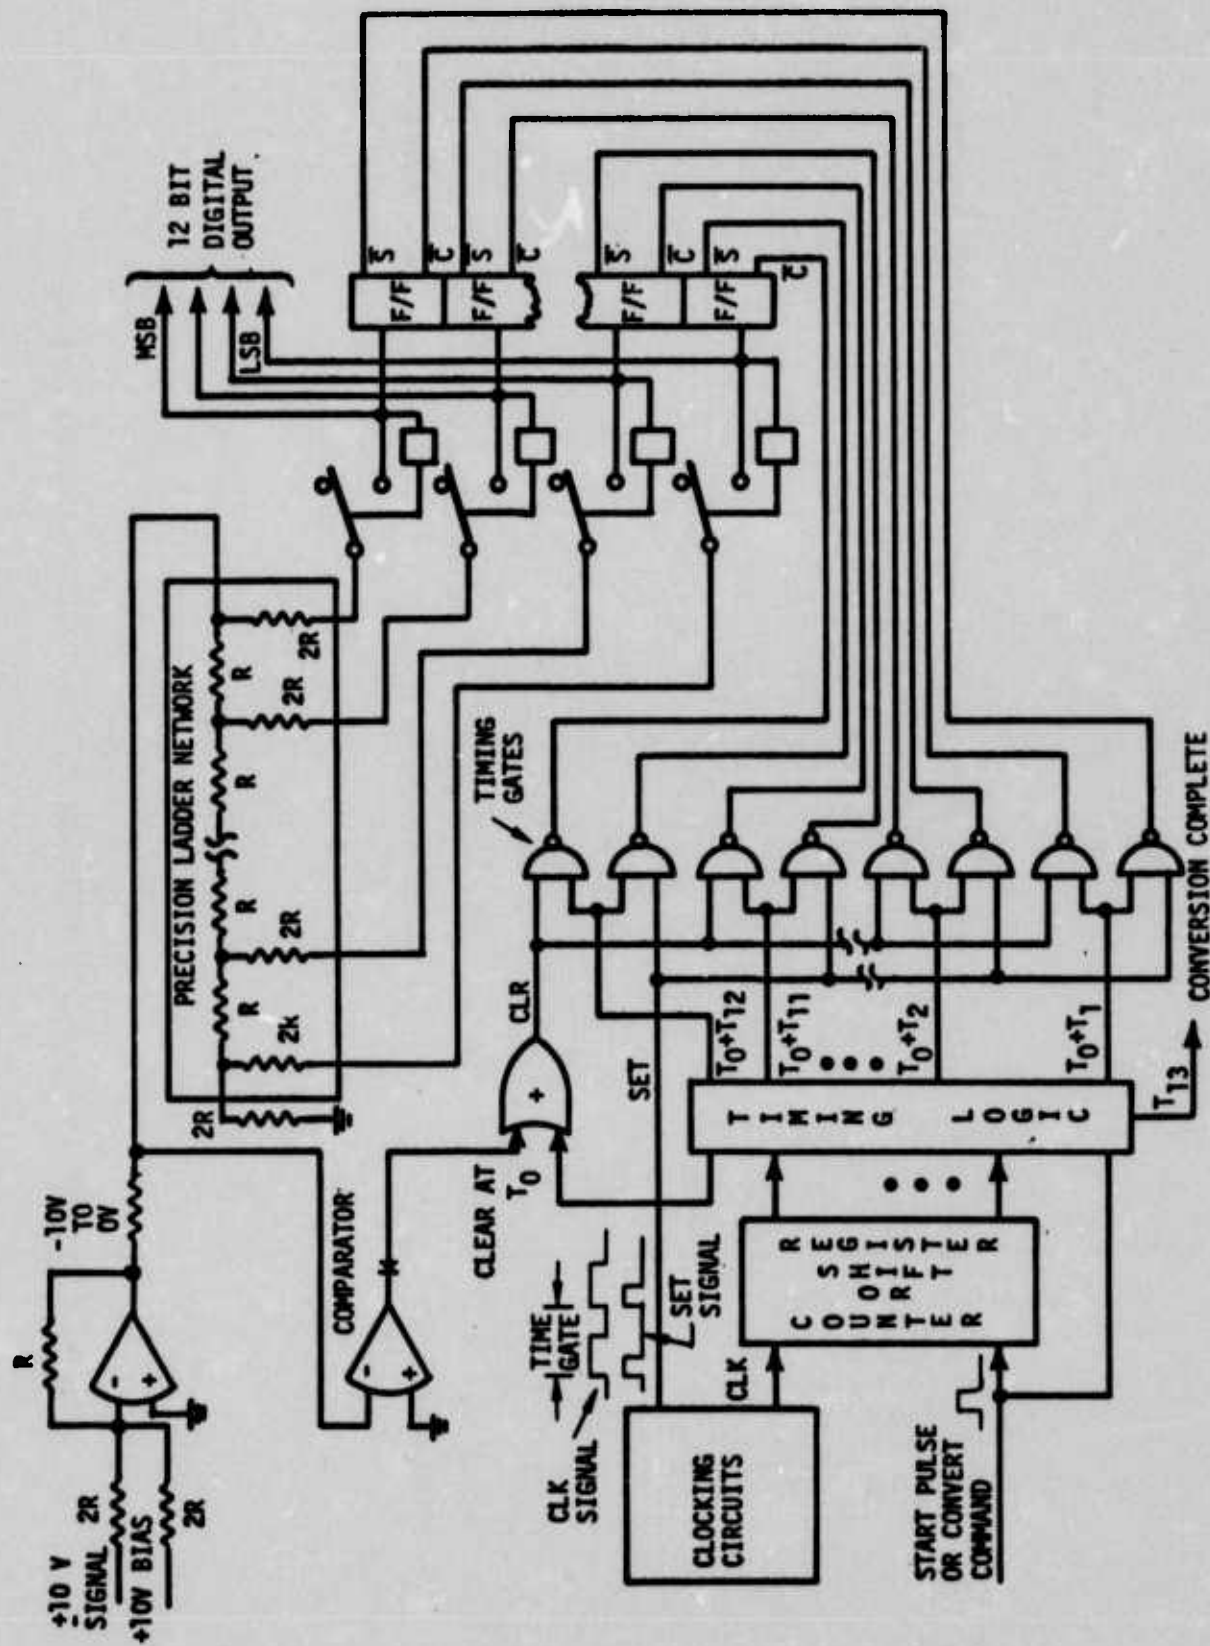 ±10 V
SIGNAL 2R
+10V BIAS
2R
R
-
+
-10V
TO
0V
COMPARATOR
-
+
2R
PRECISION LADDER NETWORK
R
R
R
R
2k
2R
2R
2R
12 BIT
DIGITAL
OUTPUT
MSB
LSB
F/F
F/F
F/F
F/F
S̅
C̅
S̅
C̅
S̅
C̅
S̅
C̅
TIMING
GATES
CLR
+
CLEAR AT
T0
SET
TIME
GATE
CLK
SIGNAL
SET
SIGNAL
CLOCKING
CIRCUITS
CLK
COUNTER
SHIFT
OR
REGISTER
TIMING LOGIC
T0+T12
T0+T11
T0+T2
T0+T1
T13
CONVERSION COMPLETE
START PULSE
OR CONVERT
COMMAND